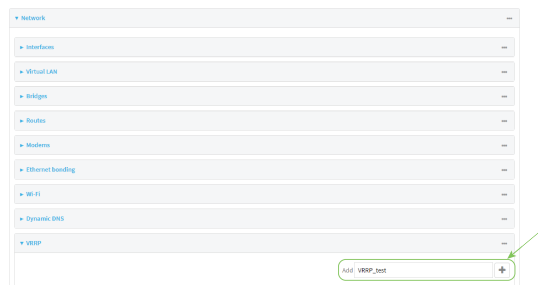 Network
Interfaces
Virtual LAN
Bridges
Routes
Modems
Ethernet bonding
Wi-Fi
Dynamic DNS
VRRP
Add VRRP_test